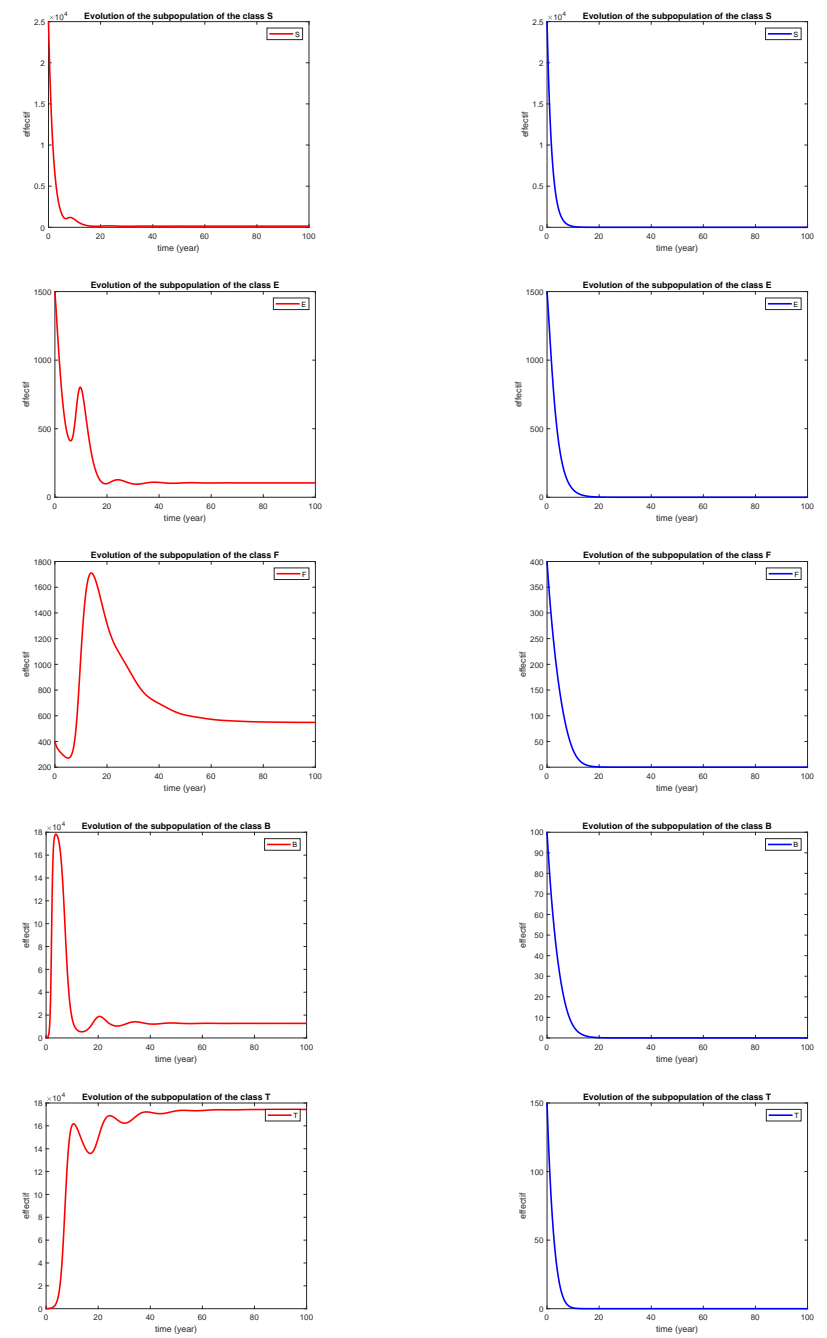 Evolution of the subpopulation of the class S
×10^4
2.5
2
1.5
1
0.5
0
effectif
S
0 20 40 60 80 100
time (year)
Evolution of the subpopulation of the class S
×10^4
2.5
2
1.5
1
0.5
0
effectif
S
0 20 40 60 80 100
time (year)
Evolution of the subpopulation of the class E
1500
1000
500
0
effectif
E
0 20 40 60 80 100
time (year)
Evolution of the subpopulation of the class E
1500
1000
500
0
effectif
E
0 20 40 60 80 100
time (year)
Evolution of the subpopulation of the class F
1800
1600
1400
1200
1000
800
600
400
200
effectif
F
0 20 40 60 80 100
time (year)
Evolution of the subpopulation of the class F
400
350
300
250
200
150
100
50
0
effectif
F
0 20 40 60 80 100
time (year)
Evolution of the subpopulation of the class B
×10^4
18
16
14
12
10
8
6
4
2
0
effectif
B
0 20 40 60 80 100
time (year)
Evolution of the subpopulation of the class B
100
90
80
70
60
50
40
30
20
10
0
effectif
B
0 20 40 60 80 100
time (year)
Evolution of the subpopulation of the class T
×10^4
18
16
14
12
10
8
6
4
2
0
effectif
T
0 20 40 60 80 100
time (year)
Evolution of the subpopulation of the class T
150
100
50
0
effectif
T
0 20 40 60 80 100
time (year)